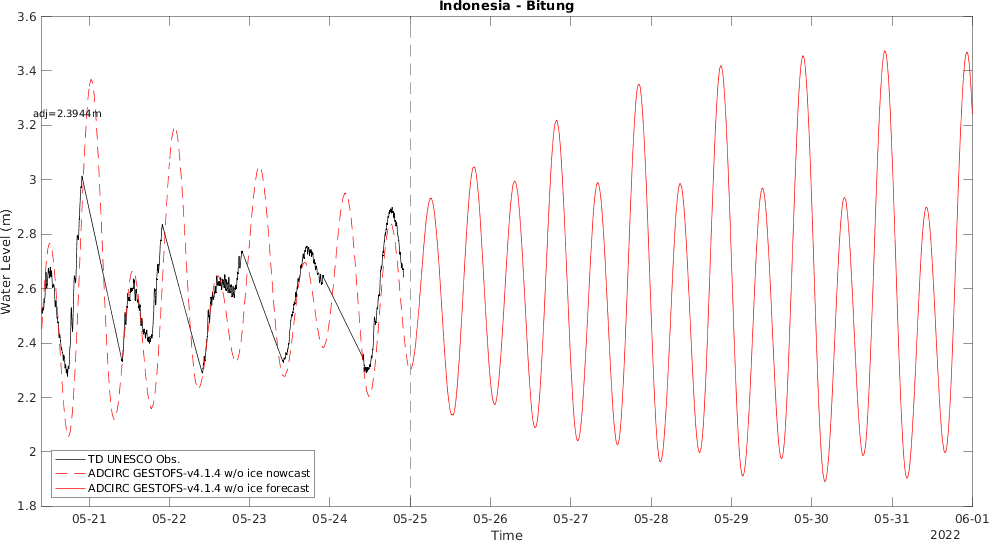 Indonesia - Bitung
3.6
3.4
3.2
3
2.8
2.6
2.4
2.2
2
1.8
Water Level (m)
adj=2.3944m
TD UNESCO Obs.
ADCIRC GESTOFS-v4.1.4 w/o ice nowcast
ADCIRC GESTOFS-v4.1.4 w/o ice forecast
05-21 05-22 05-23 05-24 05-25 05-26 05-27 05-28 05-29 05-30 05-31 06-01
2022
Time